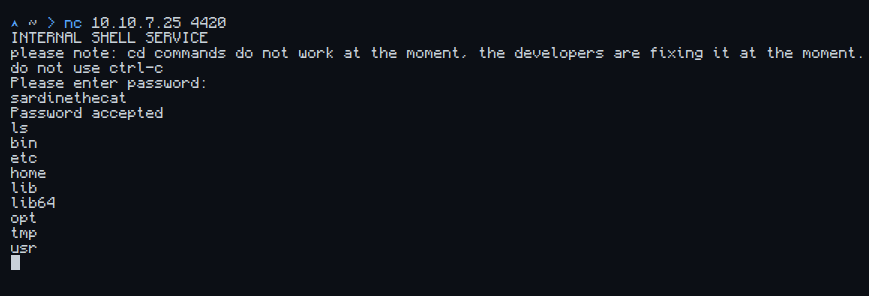 ^ ~ > nc 10.10.7.25 4420
INTERNAL SHELL SERVICE
please note: cd commands do not work at the moment, the developers are fixing it at the moment.
do not use ctrl-c
Please enter password:
sardinethecat
Password accepted
ls
bin
etc
home
lib
lib64
opt
tmp
usr